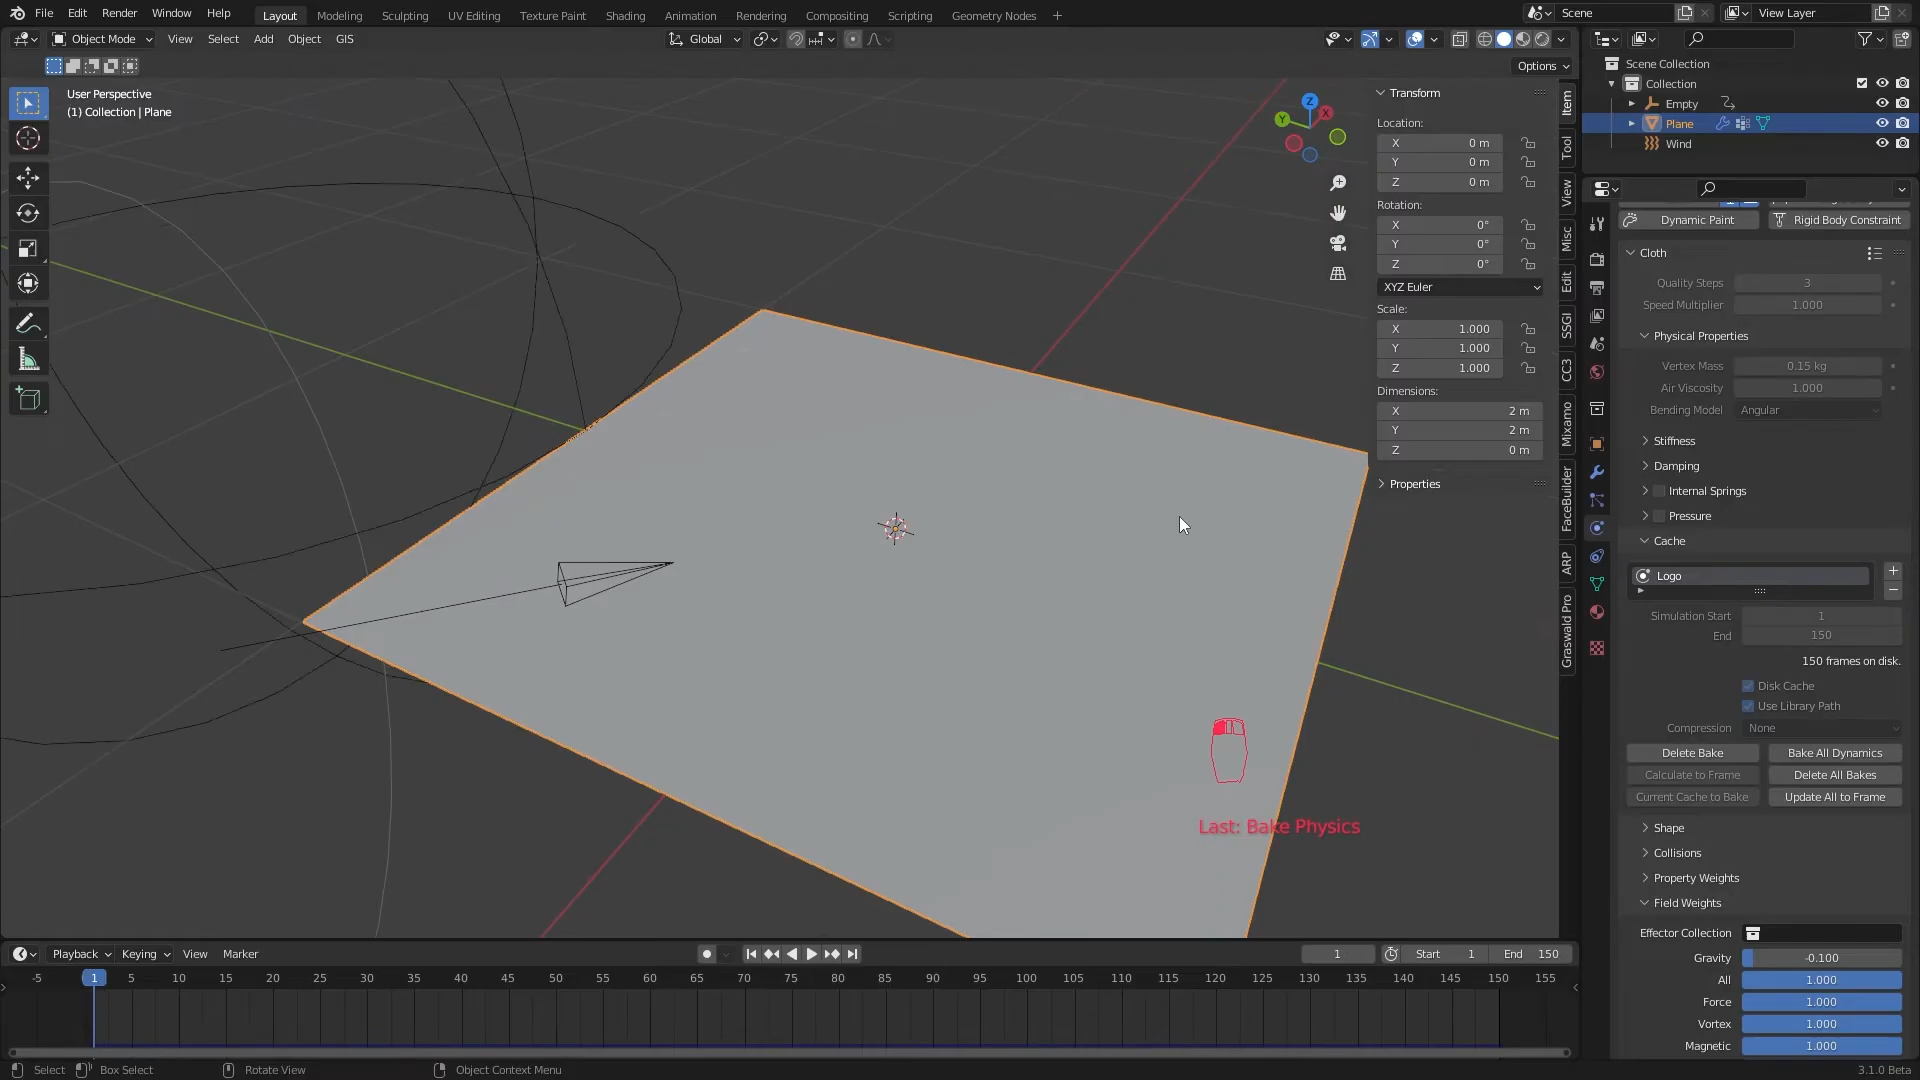 File Edit Render Window Help Layout Modeling Sculpting UV Editing Texture Paint Shading Animation Rendering Compositing Scripting Geometry Nodes + Scene View Layer
Object Mode View Select Add Object GIS Global
Options
User Perspective
(1) Collection | Plane
Z
X
Y
Transform
Location:
X 0 m
Y 0 m
Z 0 m
Rotation:
X 0°
Y 0°
Z 0°
XYZ Euler
Scale:
X 1.000
Y 1.000
Z 1.000
Dimensions:
X 2 m
Y 2 m
Z 0 m
Properties
Item
Tool
View
Misc
Edit
SSGI
CC3
Mixamo
FaceBuilder
ARP
Graswald Pro
Scene Collection
Collection
Empty
Plane
Wind
Dynamic Paint Rigid Body Constraint
Cloth
Quality Steps 3
Speed Multiplier 1.000
Physical Properties
Vertex Mass 0.15 kg
Air Viscosity 1.000
Bending Model Angular
Stiffness
Damping
Internal Springs
Pressure
Cache
Logo
Simulation Start 1
End 150
150 frames on disk.
Disk Cache
Use Library Path
Compression None
Delete Bake Bake All Dynamics
Calculate to Frame Delete All Bakes
Current Cache to Bake Update All to Frame
Shape
Collisions
Property Weights
Field Weights
Effector Collection
Gravity -0.100
All 1.000
Force 1.000
Vortex 1.000
Magnetic 1.000
Last: Bake Physics
Playback Keying View Marker 1 Start 1 End 150
-5 1 5 10 15 20 25 30 35 40 45 50 55 60 65 70 75 80 85 90 95 100 105 110 115 120 125 130 135 140 145 150 155
Select Box Select Rotate View Object Context Menu 3.1.0 Beta